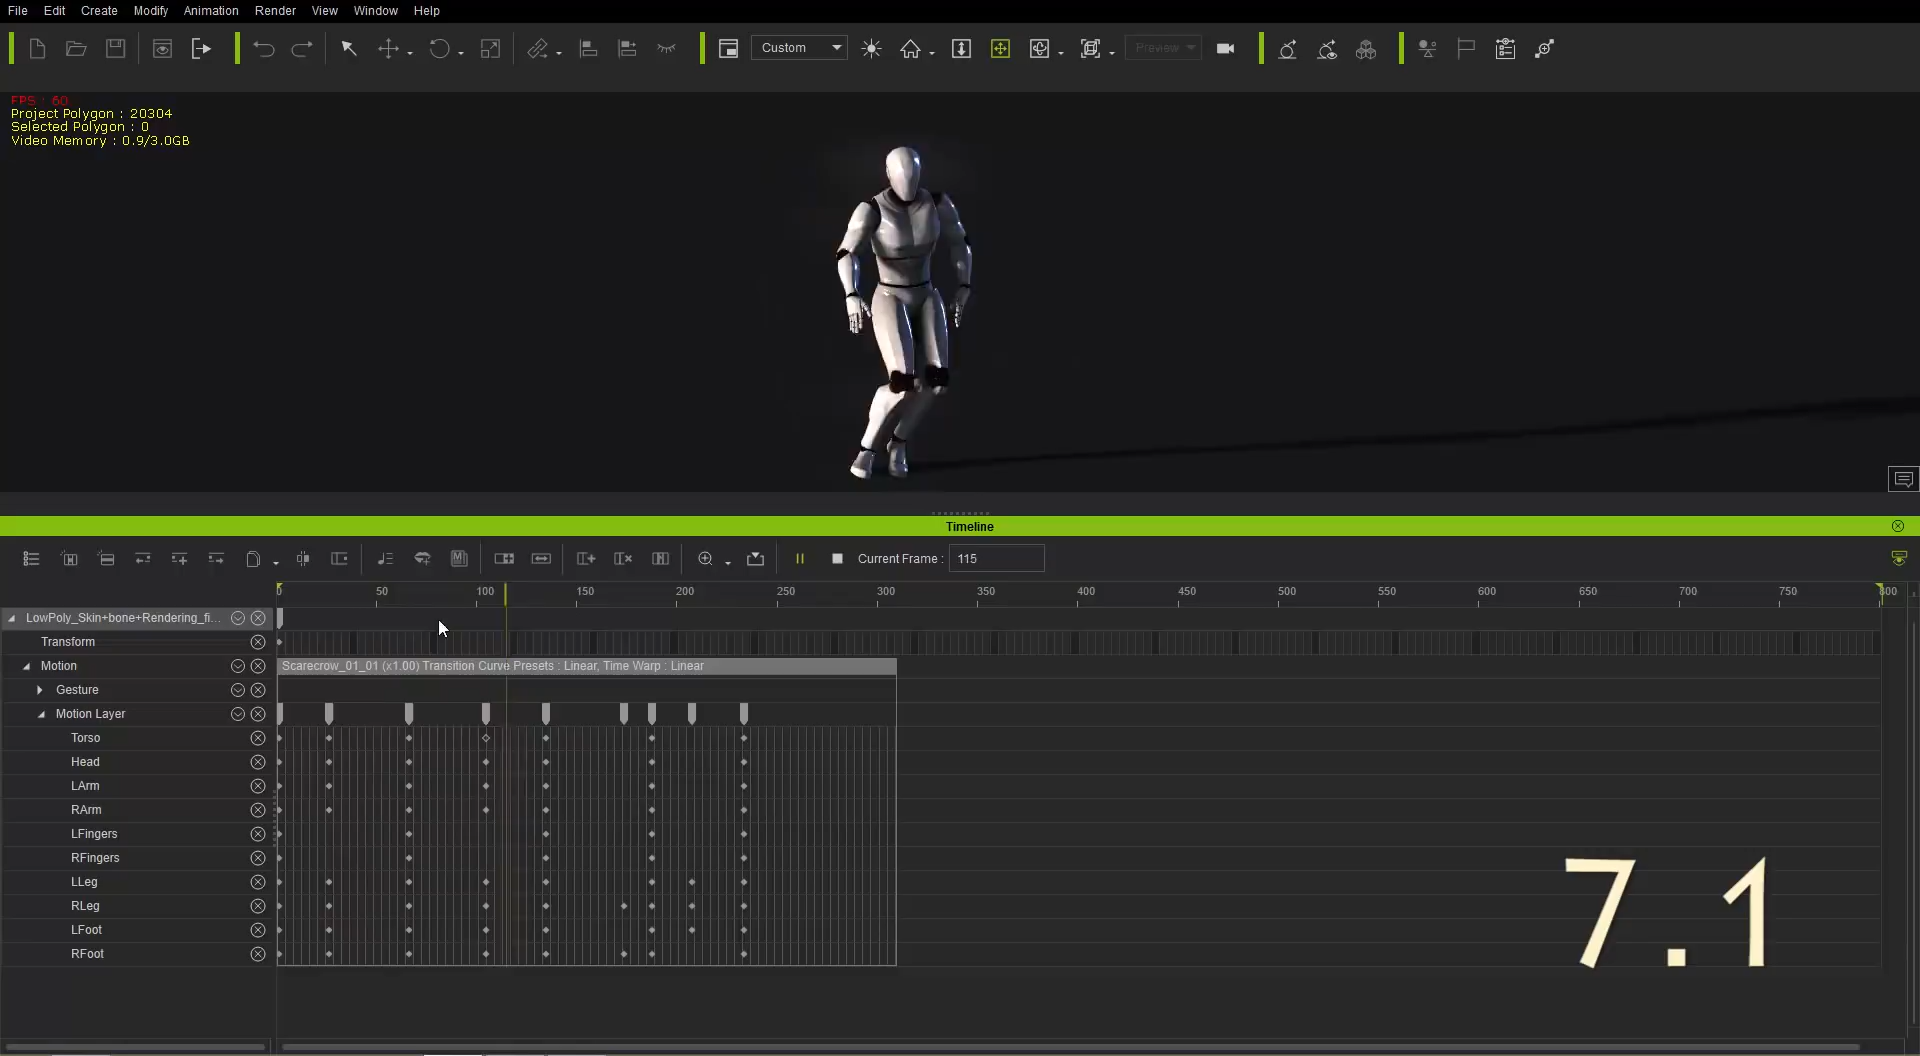 File Edit Create Modify Animation Render View Window Help
Custom
Preview
FPS : 60
Project Polygon : 20304
Selected Polygon : 0
Video Memory : 0.9/3.0GB
Timeline
Current Frame : 115
0 50 100 150 200 250 300 350 400 450 500 550 600 650 700 750 800
LowPoly_Skin+bone+Rendering_fi...
Transform
Motion
Scarecrow_01_01 (x1.00) Transition Curve Presets : Linear, Time Warp : Linear
Gesture
Motion Layer
Torso
Head
LArm
RArm
LFingers
RFingers
LLeg
RLeg
LFoot
RFoot
7.1